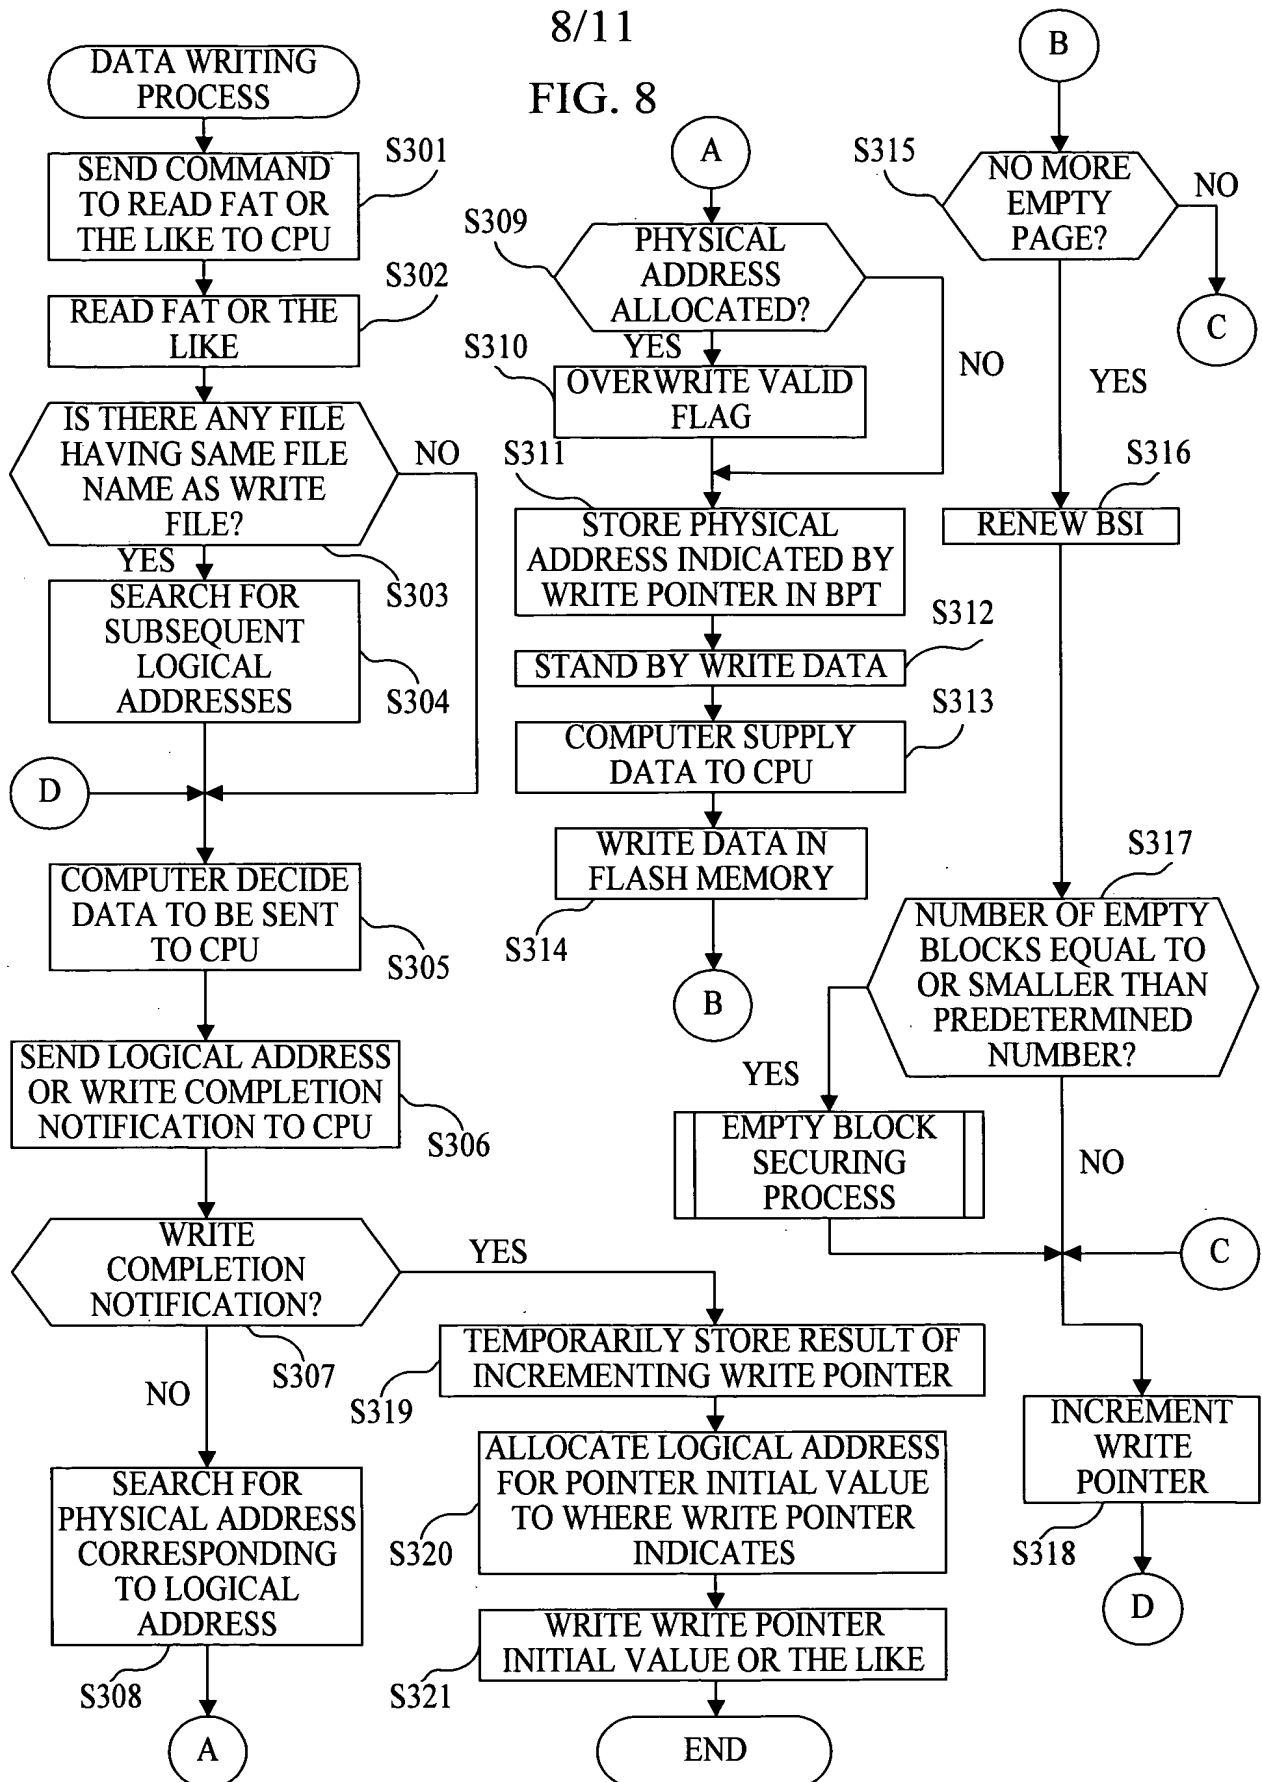 8/11
FIG. 8
DATA WRITING
PROCESS
S301
SEND COMMAND
TO READ FAT OR
THE LIKE TO CPU
S302
READ FAT OR THE
LIKE
IS THERE ANY FILE
HAVING SAME FILE
NAME AS WRITE
FILE?
NO
YES
S303
SEARCH FOR
SUBSEQUENT
LOGICAL
ADDRESSES
S304
D
COMPUTER DECIDE
DATA TO BE SENT
TO CPU
S305
SEND LOGICAL ADDRESS
OR WRITE COMPLETION
NOTIFICATION TO CPU
S306
WRITE
COMPLETION
NOTIFICATION?
YES
S307
NO
SEARCH FOR
PHYSICAL ADDRESS
CORRESPONDING
TO LOGICAL
ADDRESS
S308
A
A
S309
PHYSICAL
ADDRESS
ALLOCATED?
S310
YES
NO
OVERWRITE VALID
FLAG
S311
STORE PHYSICAL
ADDRESS INDICATED BY
WRITE POINTER IN BPT
S312
STAND BY WRITE DATA
S313
COMPUTER SUPPLY
DATA TO CPU
WRITE DATA IN
FLASH MEMORY
S314
B
B
S315
NO MORE
EMPTY
PAGE?
NO
C
YES
S316
RENEW BSI
S317
NUMBER OF EMPTY
BLOCKS EQUAL TO
OR SMALLER THAN
PREDETERMINED
NUMBER?
YES
EMPTY BLOCK
SECURING
PROCESS
NO
C
INCREMENT
WRITE
POINTER
S318
D
TEMPORARILY STORE RESULT OF
INCREMENTING WRITE POINTER
S319
ALLOCATE LOGICAL ADDRESS
FOR POINTER INITIAL VALUE
TO WHERE WRITE POINTER
INDICATES
S320
WRITE WRITE POINTER
INITIAL VALUE OR THE LIKE
S321
END